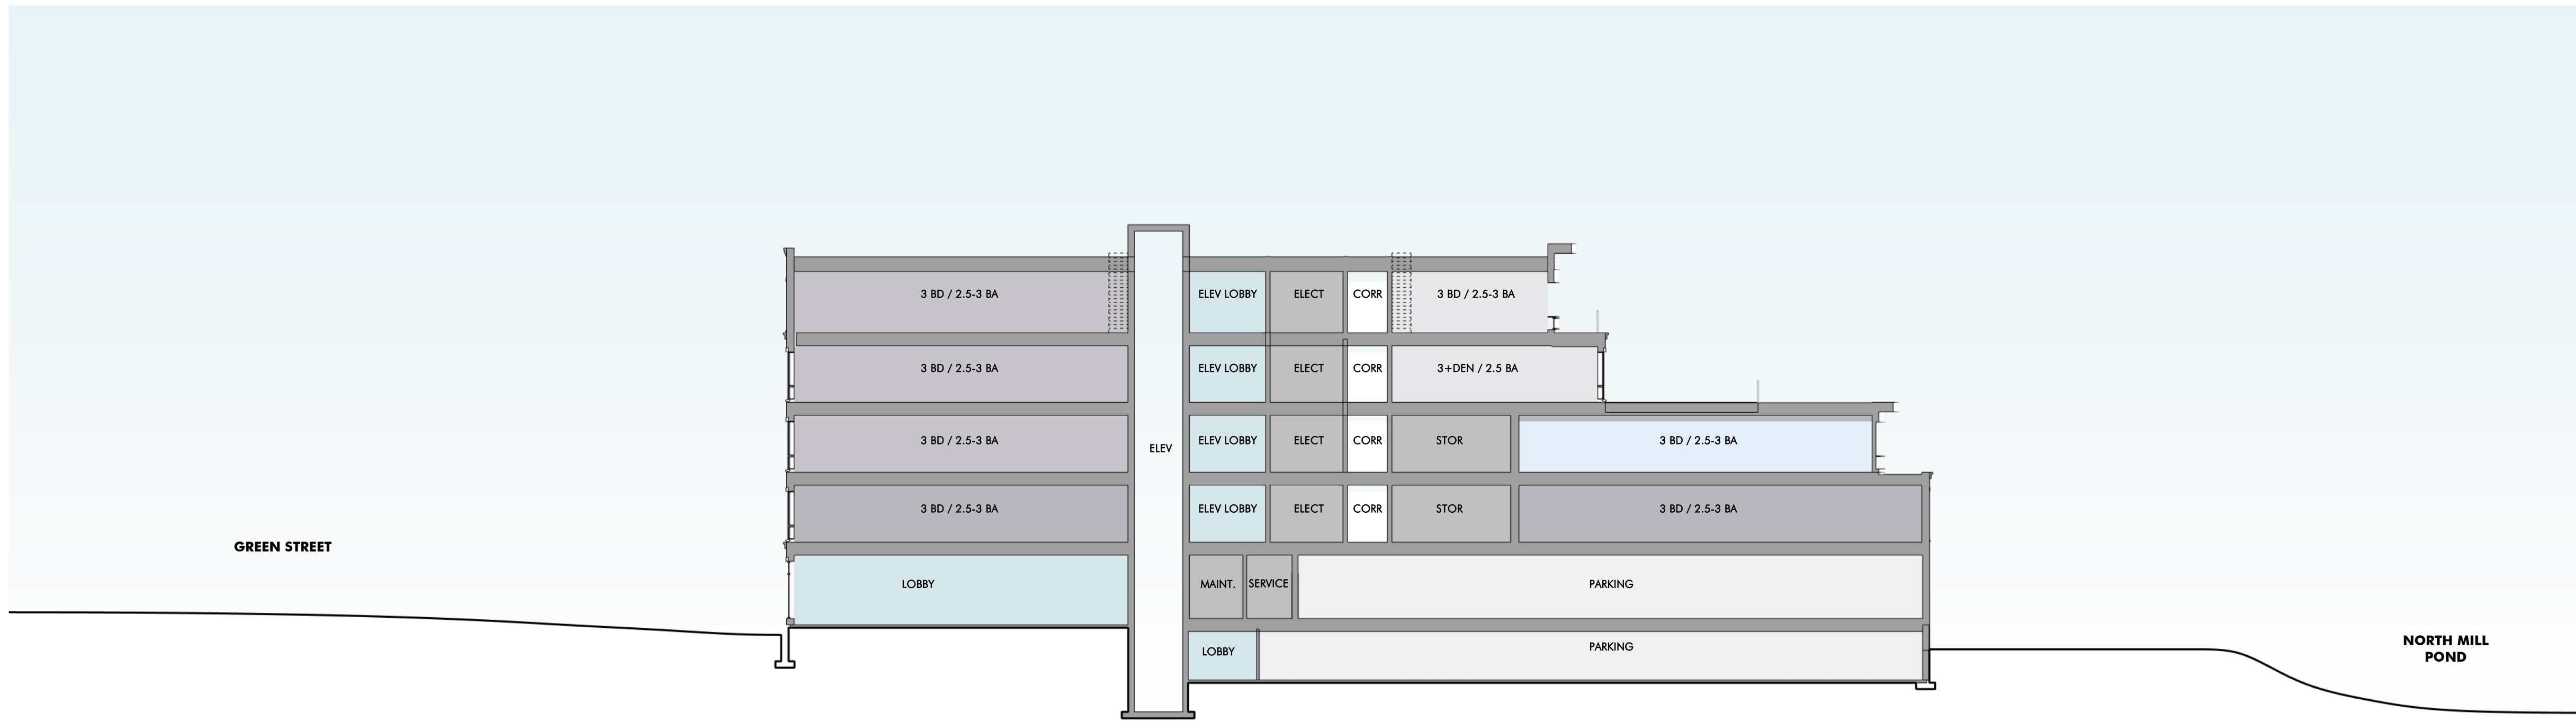 3 BD / 2.5-3 BA
ELEV LOBBY
ELECT
CORR
3 BD / 2.5-3 BA
3 BD / 2.5-3 BA
ELEV LOBBY
ELECT
CORR
3+DEN / 2.5 BA
3 BD / 2.5-3 BA
ELEV
ELEV LOBBY
ELECT
CORR
STOR
3 BD / 2.5-3 BA
3 BD / 2.5-3 BA
ELEV LOBBY
ELECT
CORR
STOR
3 BD / 2.5-3 BA
GREEN STREET
LOBBY
MAINT.
SERVICE
PARKING
LOBBY
PARKING
NORTH MILL
POND